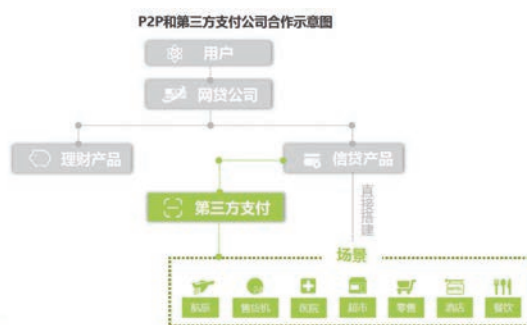 P2P和第三方支付公司合作示意图
用户
网贷公司
理财产品
信贷产品
第三方支付
直接搭建
场景
航旅
售货机
医院
超市
零售
酒店
餐饮